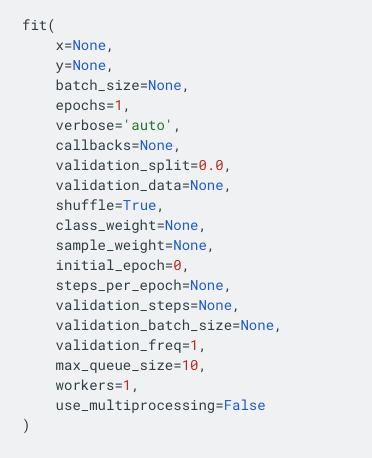 fit(
    x=None,
    y=None,
    batch_size=None,
    epochs=1,
    verbose='auto',
    callbacks=None,
    validation_split=0.0,
    validation_data=None,
    shuffle=True,
    class_weight=None,
    sample_weight=None,
    initial_epoch=0,
    steps_per_epoch=None,
    validation_steps=None,
    validation_batch_size=None,
    validation_freq=1,
    max_queue_size=10,
    workers=1,
    use_multiprocessing=False
)